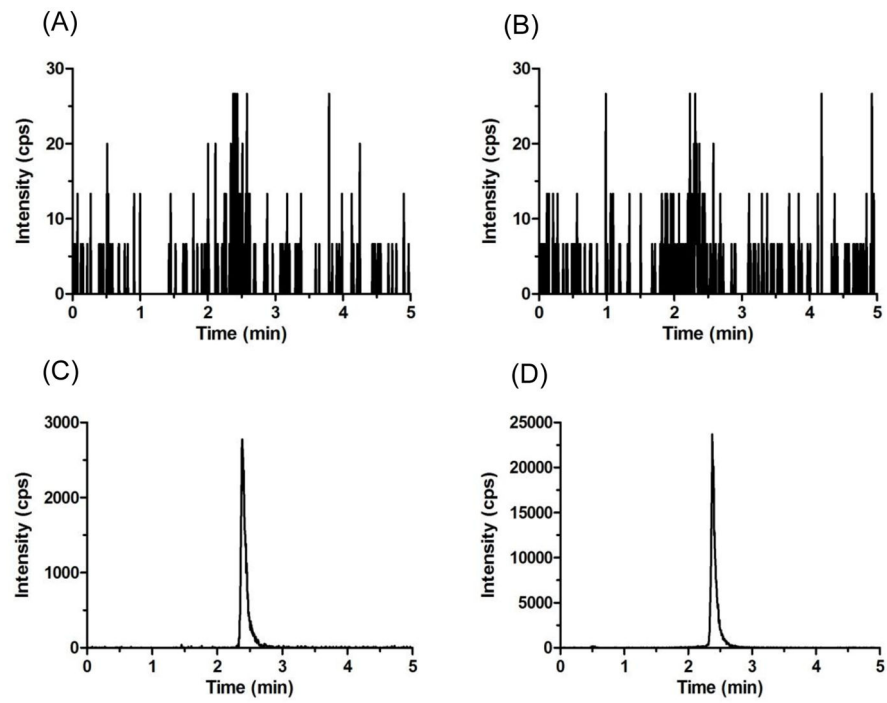 (A)
(B)
30
20
10
0
Intensity (cps)
0 1 2 3 4 5
Time (min)
30
20
10
0
Intensity (cps)
0 1 2 3 4 5
Time (min)
(C)
(D)
3000
2000
1000
0
Intensity (cps)
0 1 2 3 4 5
Time (min)
25000
20000
15000
10000
5000
0
Intensity (cps)
0 1 2 3 4 5
Time (min)